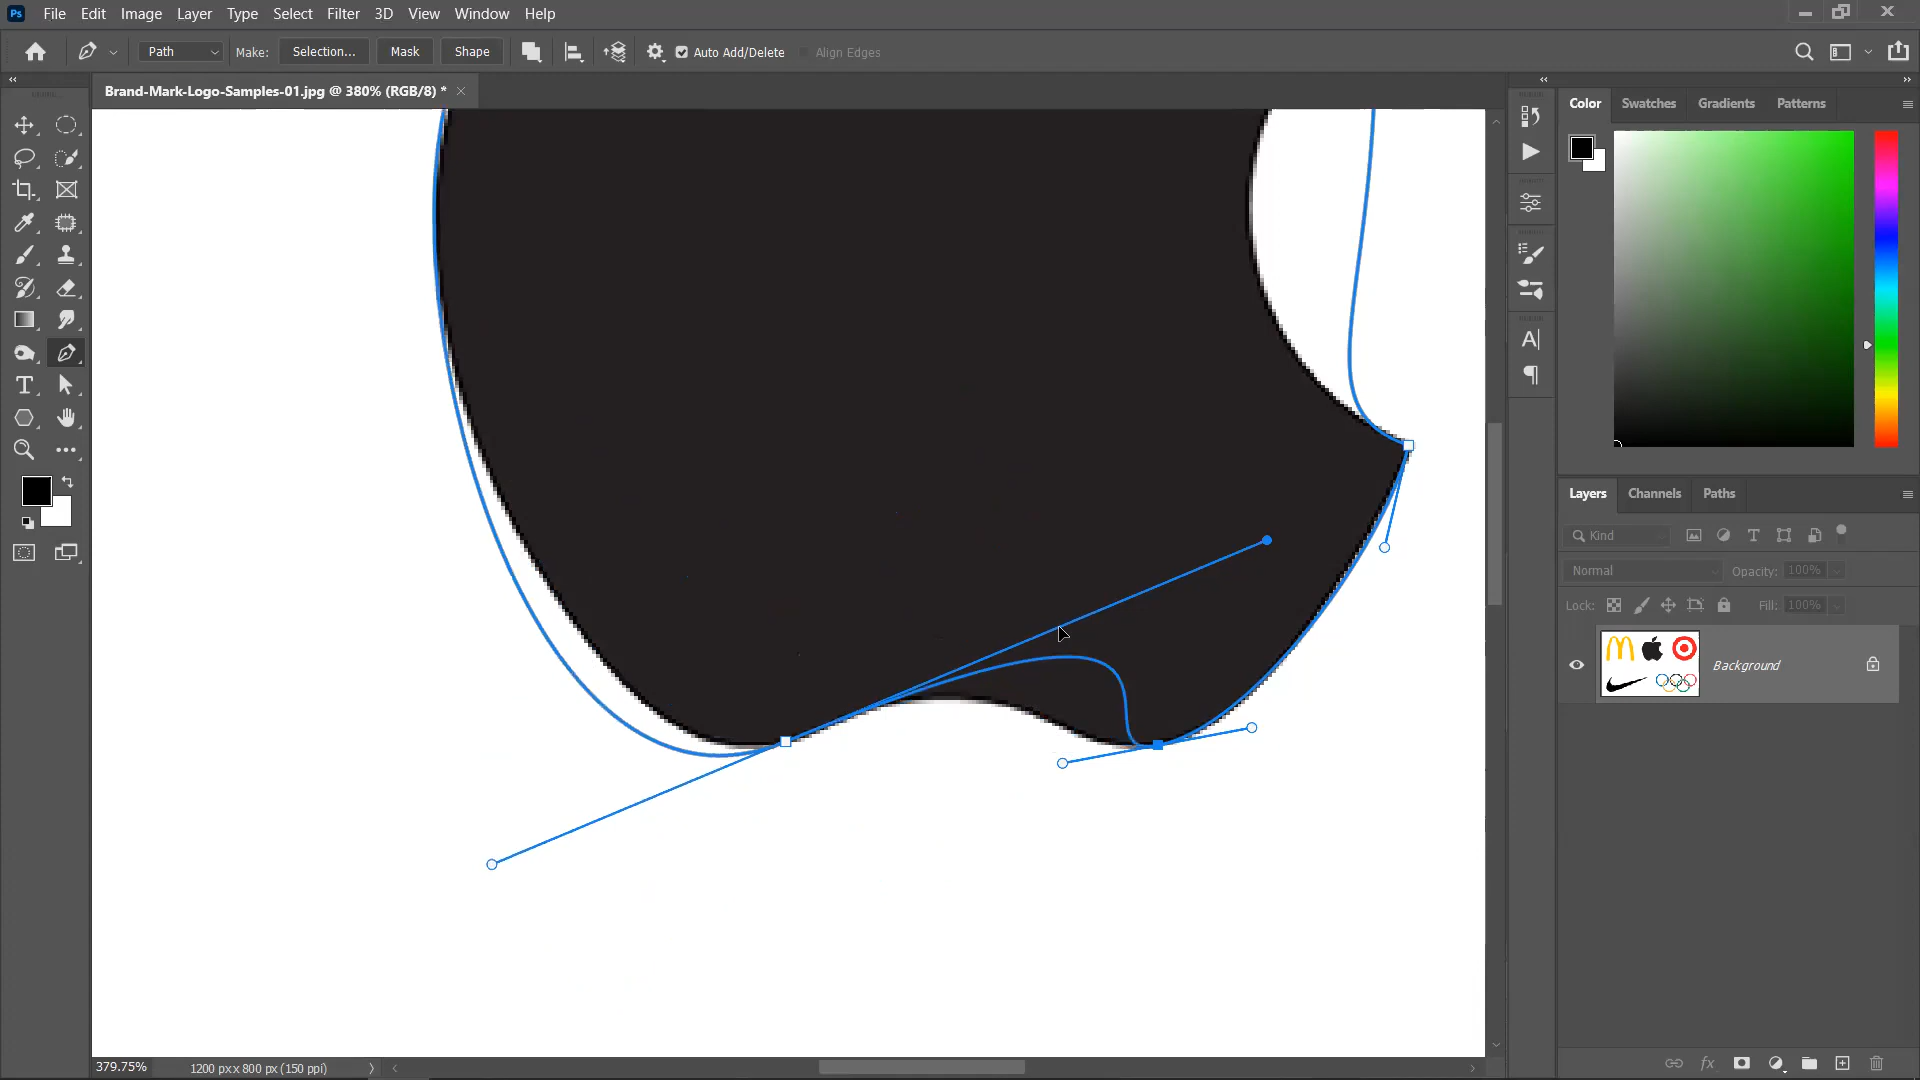 Ps File Edit Image Layer Type Select Filter 3D View Window Help
Path Make: Selection... Mask Shape Auto Add/Delete Align Edges
Brand-Mark-Logo-Samples-01.jpg @ 380% (RGB/8) *
Color Swatches Gradients Patterns
Layers Channels Paths
Kind
Normal Opacity: 100%
Lock: Fill: 100%
Background
379.75% 1200 px x 800 px (150 ppi)